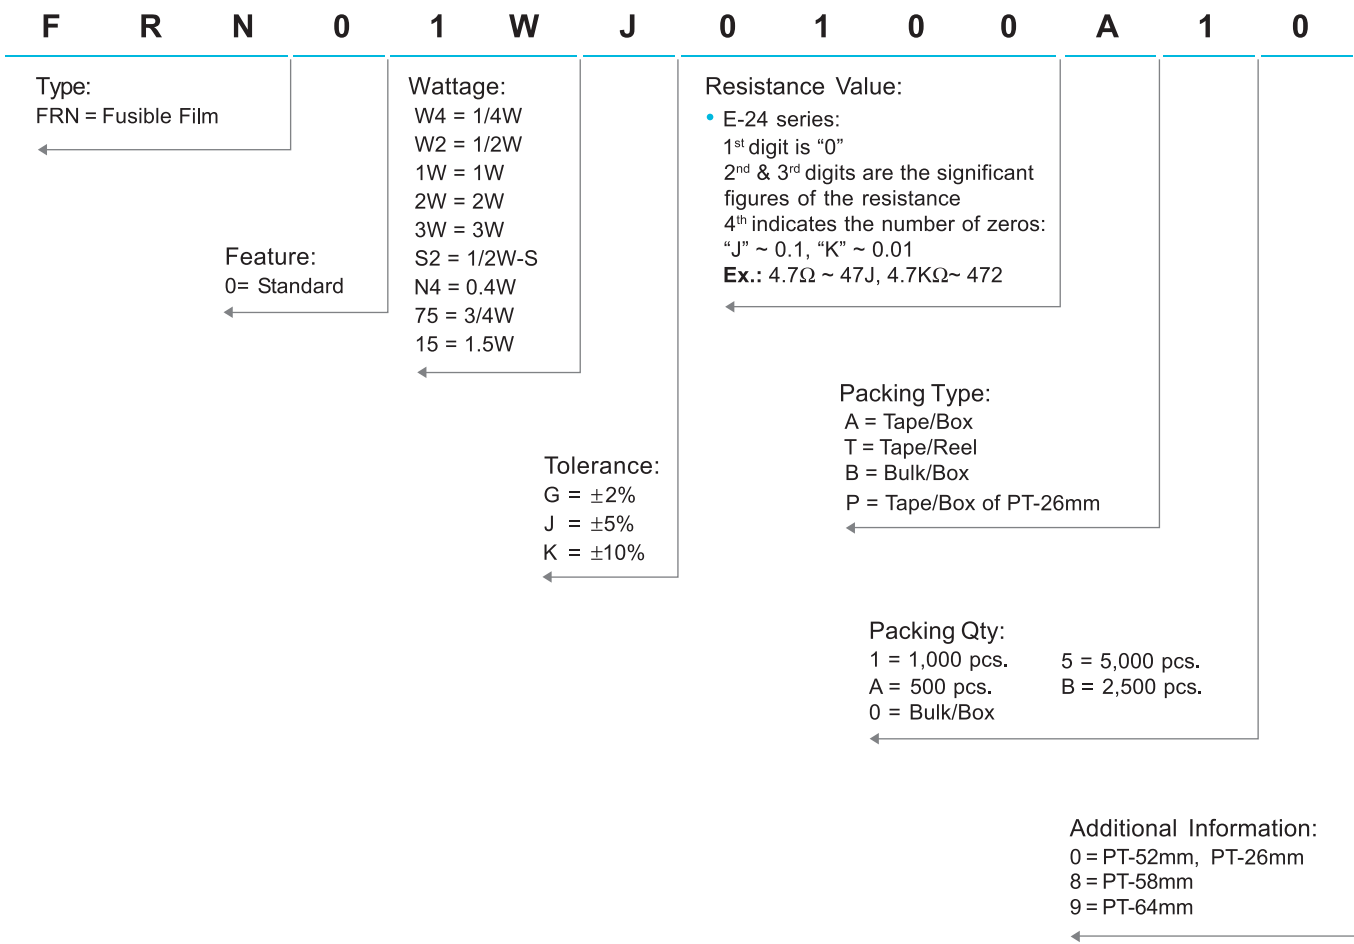 F R N 0 1 W J 0 1 0 0 A 1 0
Type:
FRN = Fusible Film
Feature:
0= Standard
Wattage:
W4 = 1/4W
W2 = 1/2W
1W = 1W
2W = 2W
3W = 3W
S2 = 1/2W-S
N4 = 0.4W
75 = 3/4W
15 = 1.5W
Tolerance:
G = ±2%
J = ±5%
K = ±10%
Resistance Value:
• E-24 series:
1st digit is “0”
2nd & 3rd digits are the significant
figures of the resistance
4th indicates the number of zeros:
“J” ~ 0.1, “K” ~ 0.01
Ex.: 4.7Ω ~ 47J, 4.7KΩ~ 472
Packing Type:
A = Tape/Box
T = Tape/Reel
B = Bulk/Box
P = Tape/Box of PT-26mm
Packing Qty:
1 = 1,000 pcs. 5 = 5,000 pcs.
A = 500 pcs. B = 2,500 pcs.
0 = Bulk/Box
Additional Information:
0 = PT-52mm, PT-26mm
8 = PT-58mm
9 = PT-64mm